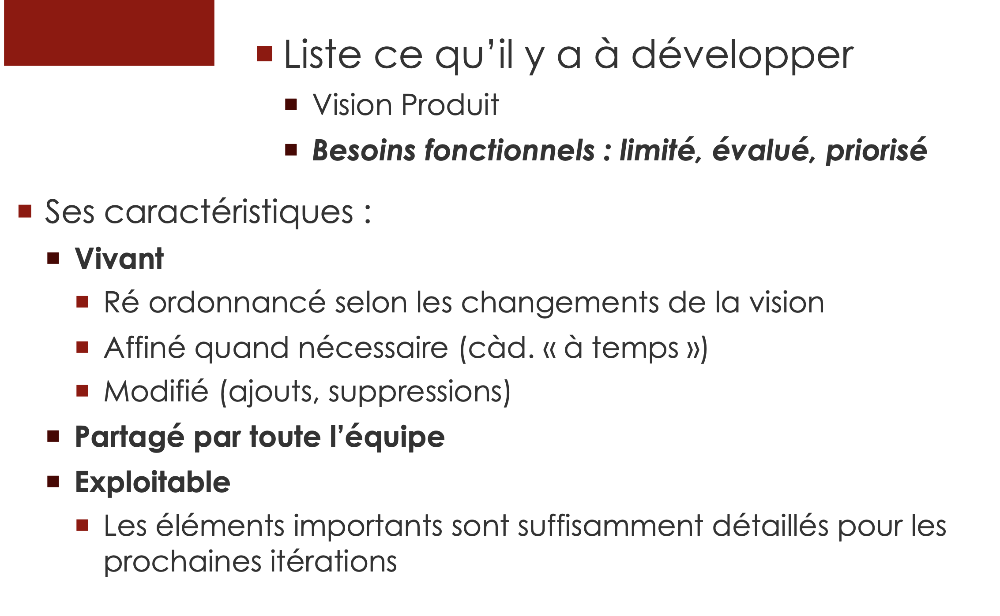 Liste ce qu’il y a à développer
Vision Produit
Besoins fonctionnels : limité, évalué, priorisé
Ses caractéristiques :
Vivant
Ré ordonnancé selon les changements de la vision
Affiné quand nécessaire (càd. « à temps »)
Modifié (ajouts, suppressions)
Partagé par toute l’équipe
Exploitable
Les éléments importants sont suffisamment détaillés pour les
prochaines itérations